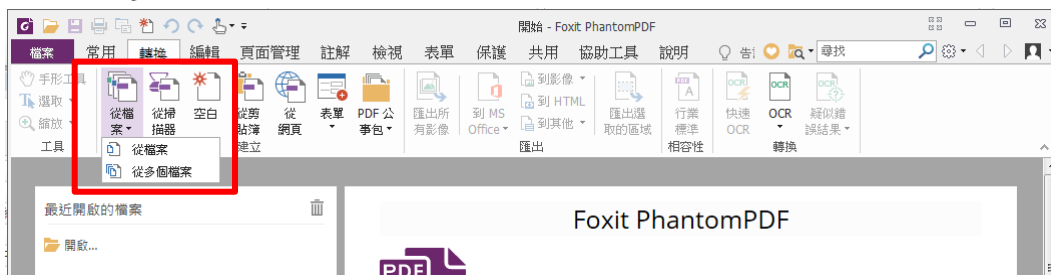 開始 - Foxit PhantomPDF
檔案 常用 轉換 編輯 頁面管理 註解 檢視 表單 保護 共用 協助工具 說明 告 尋找
手形工具
選取
縮放
工具
從檔案
從掃描器
空白
從剪貼簿
從網頁
建立
表單
PDF 公事包
匯出所有影像
到 MS Office
到影像
到 HTML
到其他
匯出選取的區域
匯出
行業標準
相容性
快速 OCR
OCR
疑似錯誤結果
轉換
從檔案
從多個檔案
最近開啟的檔案
開啟...
Foxit PhantomPDF
PDF